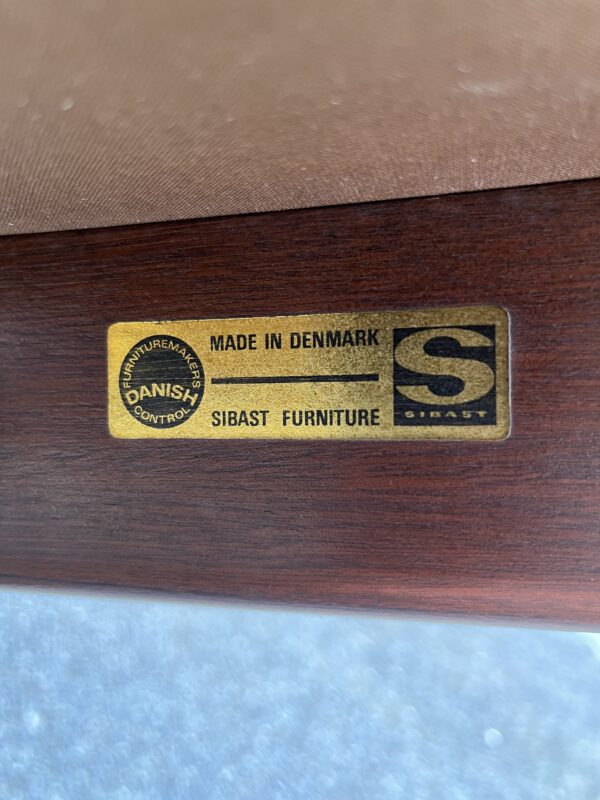 FURNITUREMAKERS
DANISH
CONTROL
MADE IN DENMARK
SIBAST FURNITURE
S
SIBAST